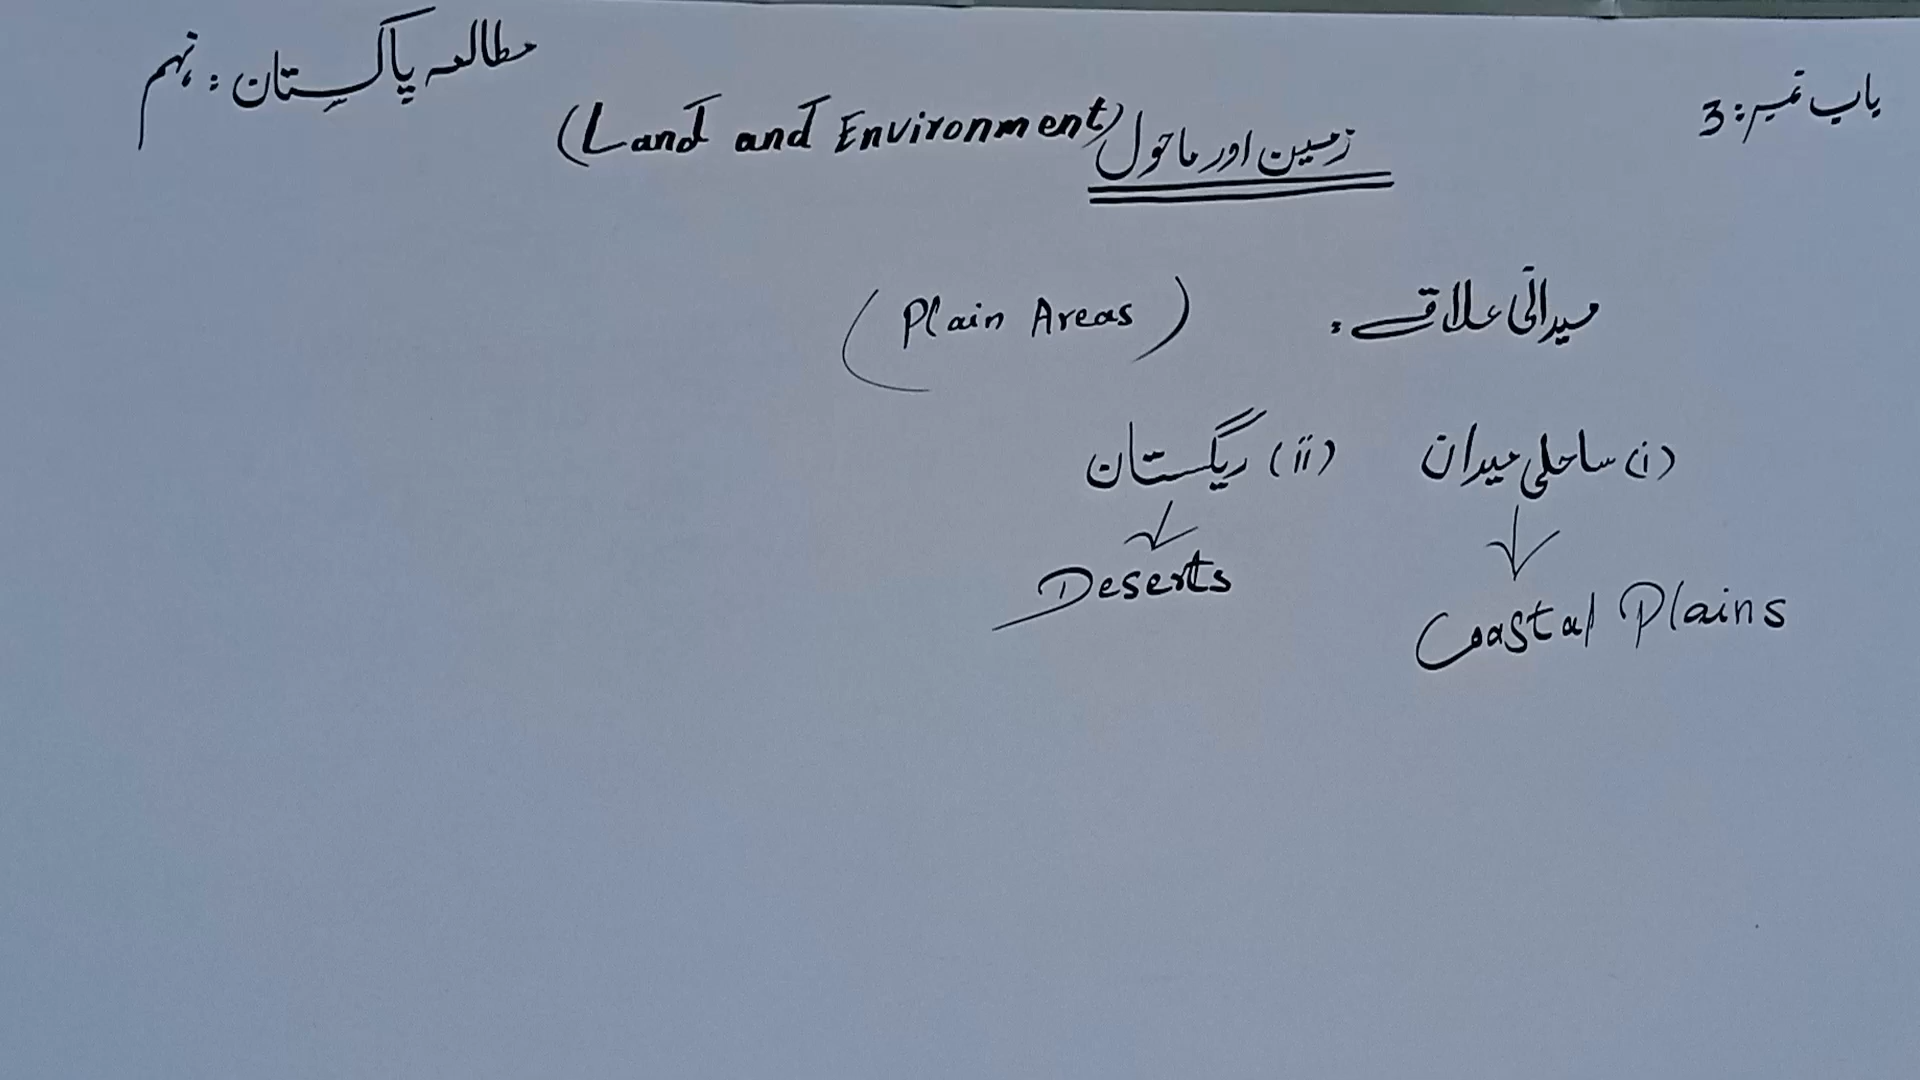 باب نمبر: 3
مطالعہ پاکستان: نہم
زمین اور ماحول (Land and Environment)
میدانی علاقے: (Plain Areas)
(i) ساحلی میدان (ii) ریگستان
Coastal Plains Deserts